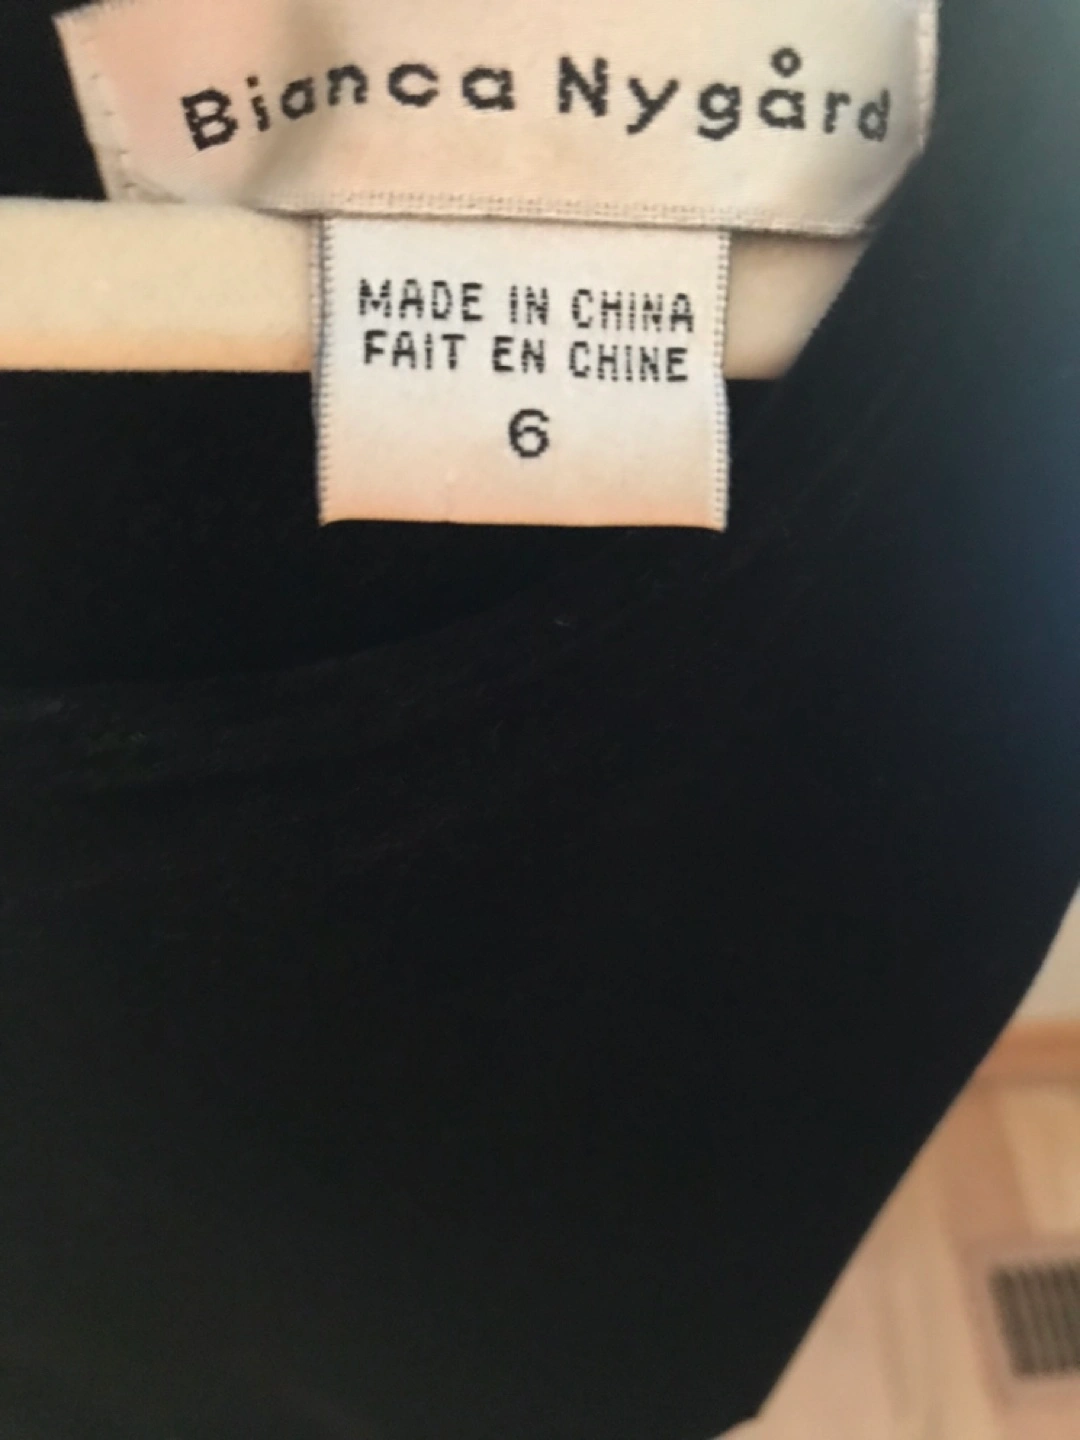 Bianca Nygård
MADE IN CHINA
FAIT EN CHINE
6